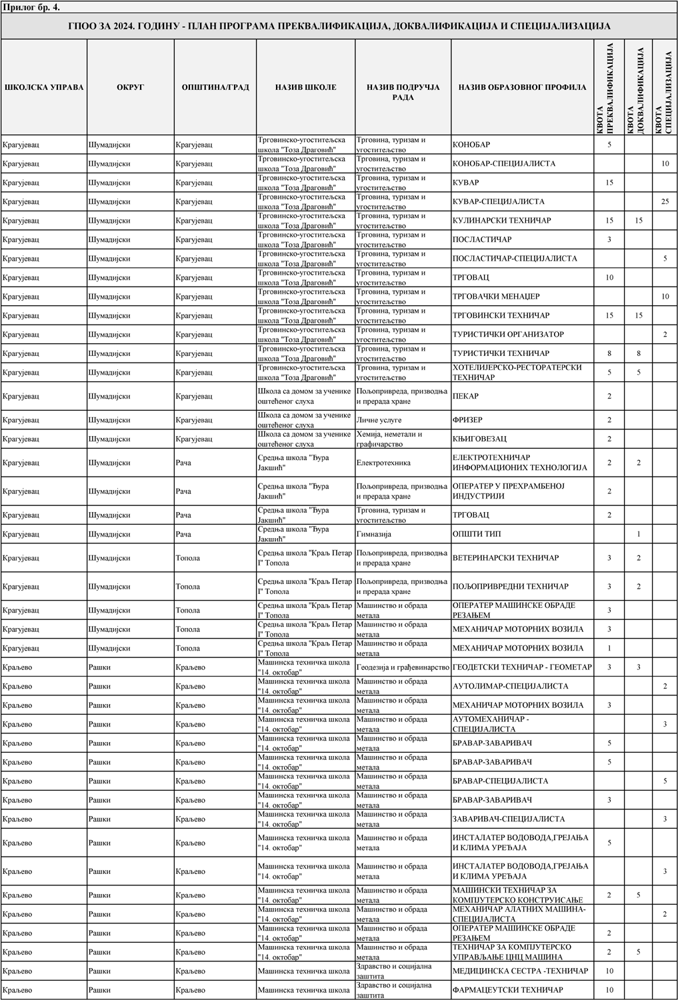 Прилог бр. 4.
ГПОО ЗА 2024. ГОДИНУ - ПЛАН ПРОГРАМА ПРЕКВАЛИФИКАЦИЈА, ДОКВАЛИФИКАЦИЈА И СПЕЦИЈАЛИЗАЦИЈА
ШКОЛСКА УПРАВА ОКРУГ ОПШТИНА/ГРАД НАЗИВ ШКОЛЕ НАЗИВ ПОДРУЧЈА РАДА НАЗИВ ОБРАЗОВНОГ ПРОФИЛА КВОТА ПРЕКВАЛИФИКАЦИЈА КВОТА ДОКВАЛИФИКАЦИЈА КВОТА СПЕЦИЈАЛИЗАЦИЈА
Крагујевац Шумадијски Крагујевац Трговинско-угоститељска школа "Тоза Драговић" Трговина, туризам и угоститељство КОНОБАР 5
Крагујевац Шумадијски Крагујевац Трговинско-угоститељска школа "Тоза Драговић" Трговина, туризам и угоститељство КОНОБАР-СПЕЦИЈАЛИСТА 10
Крагујевац Шумадијски Крагујевац Трговинско-угоститељска школа "Тоза Драговић" Трговина, туризам и угоститељство КУВАР 15
Крагујевац Шумадијски Крагујевац Трговинско-угоститељска школа "Тоза Драговић" Трговина, туризам и угоститељство КУВАР-СПЕЦИЈАЛИСТА 25
Крагујевац Шумадијски Крагујевац Трговинско-угоститељска школа "Тоза Драговић" Трговина, туризам и угоститељство КУЛИНАРСКИ ТЕХНИЧАР 15 15
Крагујевац Шумадијски Крагујевац Трговинско-угоститељска школа "Тоза Драговић" Трговина, туризам и угоститељство ПОСЛАСТИЧАР 3
Крагујевац Шумадијски Крагујевац Трговинско-угоститељска школа "Тоза Драговић" Трговина, туризам и угоститељство ПОСЛАСТИЧАР-СПЕЦИЈАЛИСТА 5
Крагујевац Шумадијски Крагујевац Трговинско-угоститељска школа "Тоза Драговић" Трговина, туризам и угоститељство ТРГОВАЦ 10
Крагујевац Шумадијски Крагујевац Трговинско-угоститељска школа "Тоза Драговић" Трговина, туризам и угоститељство ТРГОВАЧКИ МЕНАЏЕР 10
Крагујевац Шумадијски Крагујевац Трговинско-угоститељска школа "Тоза Драговић" Трговина, туризам и угоститељство ТРГОВИНСКИ ТЕХНИЧАР 15 15
Крагујевац Шумадијски Крагујевац Трговинско-угоститељска школа "Тоза Драговић" Трговина, туризам и угоститељство ТУРИСТИЧКИ ОРГАНИЗАТОР 2
Крагујевац Шумадијски Крагујевац Трговинско-угоститељска школа "Тоза Драговић" Трговина, туризам и угоститељство ТУРИСТИЧКИ ТЕХНИЧАР 8 8
Крагујевац Шумадијски Крагујевац Трговинско-угоститељска школа "Тоза Драговић" Трговина, туризам и угоститељство ХОТЕЛИЈЕРСКО-РЕСТОРАТЕРСКИ ТЕХНИЧАР 5 5
Крагујевац Шумадијски Крагујевац Школа са домом за ученике оштећеног слуха Пољопривреда, призводња и прерада хране ПЕКАР 2
Крагујевац Шумадијски Крагујевац Школа са домом за ученике оштећеног слуха Личне услуге ФРИЗЕР 2
Крагујевац Шумадијски Крагујевац Школа са домом за ученике оштећеног слуха Хемија, неметали и графичарство КЊИГОВЕЗАЦ 2
Крагујевац Шумадијски Рача Средња школа "Ђура Јакшић" Електротехника ЕЛЕКТРОТЕХНИЧАР ИНФОРМАЦИОНИХ ТЕХНОЛОГИЈА 2 2
Крагујевац Шумадијски Рача Средња школа "Ђура Јакшић" Пољопривреда, призводња и прерада хране ОПЕРАТЕР У ПРЕХРАМБЕНОЈ ИНДУСТРИЈИ 2
Крагујевац Шумадијски Рача Средња школа "Ђура Јакшић" Трговина, туризам и угоститељство ТРГОВАЦ 2
Крагујевац Шумадијски Рача Средња школа "Ђура Јакшић" Гимназија ОПШТИ ТИП 1
Крагујевац Шумадијски Топола Средња школа "Краљ Петар I" Топола Пољопривреда, призводња и прерада хране ВЕТЕРИНАРСКИ ТЕХНИЧАР 3 2
Крагујевац Шумадијски Топола Средња школа "Краљ Петар I" Топола Пољопривреда, призводња и прерада хране ПОЉОПРИВРЕДНИ ТЕХНИЧАР 3 2
Крагујевац Шумадијски Топола Средња школа "Краљ Петар I" Топола Машинство и обрада метала ОПЕРАТЕР МАШИНСКЕ ОБРАДЕ РЕЗАЊЕМ 3
Крагујевац Шумадијски Топола Средња школа "Краљ Петар I" Топола Машинство и обрада метала МЕХАНИЧАР МОТОРНИХ ВОЗИЛА 3
Крагујевац Шумадијски Топола Средња школа "Краљ Петар I" Топола Машинство и обрада метала МЕХАНИЧАР МОТОРНИХ ВОЗИЛА 1
Краљево Рашки Краљево Машинска техничка школа "14. октобар" Геодезија и грађевинарство ГЕОДЕТСКИ ТЕХНИЧАР - ГЕОМЕТАР 3 3
Краљево Рашки Краљево Машинска техничка школа "14. октобар" Машинство и обрада метала АУТОЛИМАР-СПЕЦИЈАЛИСТА 2
Краљево Рашки Краљево Машинска техничка школа "14. октобар" Машинство и обрада метала МЕХАНИЧАР МОТОРНИХ ВОЗИЛА 3
Краљево Рашки Краљево Машинска техничка школа "14. октобар" Машинство и обрада метала АУТОМЕХАНИЧАР - СПЕЦИЈАЛИСТА 3
Краљево Рашки Краљево Машинска техничка школа "14. октобар" Машинство и обрада метала БРАВАР-ЗАВАРИВАЧ 5
Краљево Рашки Краљево Машинска техничка школа "14. октобар" Машинство и обрада метала БРАВАР-ЗАВАРИВАЧ 5
Краљево Рашки Краљево Машинска техничка школа "14. октобар" Машинство и обрада метала БРАВАР-СПЕЦИЈАЛИСТА 5
Краљево Рашки Краљево Машинска техничка школа "14. октобар" Машинство и обрада метала БРАВАР-ЗАВАРИВАЧ 3
Краљево Рашки Краљево Машинска техничка школа "14. октобар" Машинство и обрада метала ЗАВАРИВАЧ-СПЕЦИЈАЛИСТА 3
Краљево Рашки Краљево Машинска техничка школа "14. октобар" Машинство и обрада метала ИНСТАЛАТЕР ВОДОВОДА,ГРЕЈАЊА И КЛИМА УРЕЂАЈА 5
Краљево Рашки Краљево Машинска техничка школа "14. октобар" Машинство и обрада метала ИНСТАЛАТЕР ВОДОВОДА,ГРЕЈАЊА И КЛИМА УРЕЂАЈА 3
Краљево Рашки Краљево Машинска техничка школа "14. октобар" Машинство и обрада метала МАШИНСКИ ТЕХНИЧАР ЗА КОМПЈУТЕРСКО КОНСТРУИСАЊЕ 2 5
Краљево Рашки Краљево Машинска техничка школа "14. октобар" Машинство и обрада метала МЕХАНИЧАР АЛАТНИХ МАШИНА-СПЕЦИЈАЛИСТА 2
Краљево Рашки Краљево Машинска техничка школа "14. октобар" Машинство и обрада метала ОПЕРАТЕР МАШИНСКЕ ОБРАДЕ РЕЗАЊЕМ 2
Краљево Рашки Краљево Машинска техничка школа "14. октобар" Машинство и обрада метала ТЕХНИЧАР ЗА КОМПЈУТЕРСКО УПРАВЉАЊЕ ЦНЦ МАШИНА 2 5
Краљево Рашки Краљево Машинска техничка школа Здравство и социјална заштита МЕДИЦИНСКА СЕСТРА -ТЕХНИЧАР 10
Краљево Рашки Краљево Машинска техничка школа Здравство и социјална заштита ФАРМАЦЕУТСКИ ТЕХНИЧАР 10